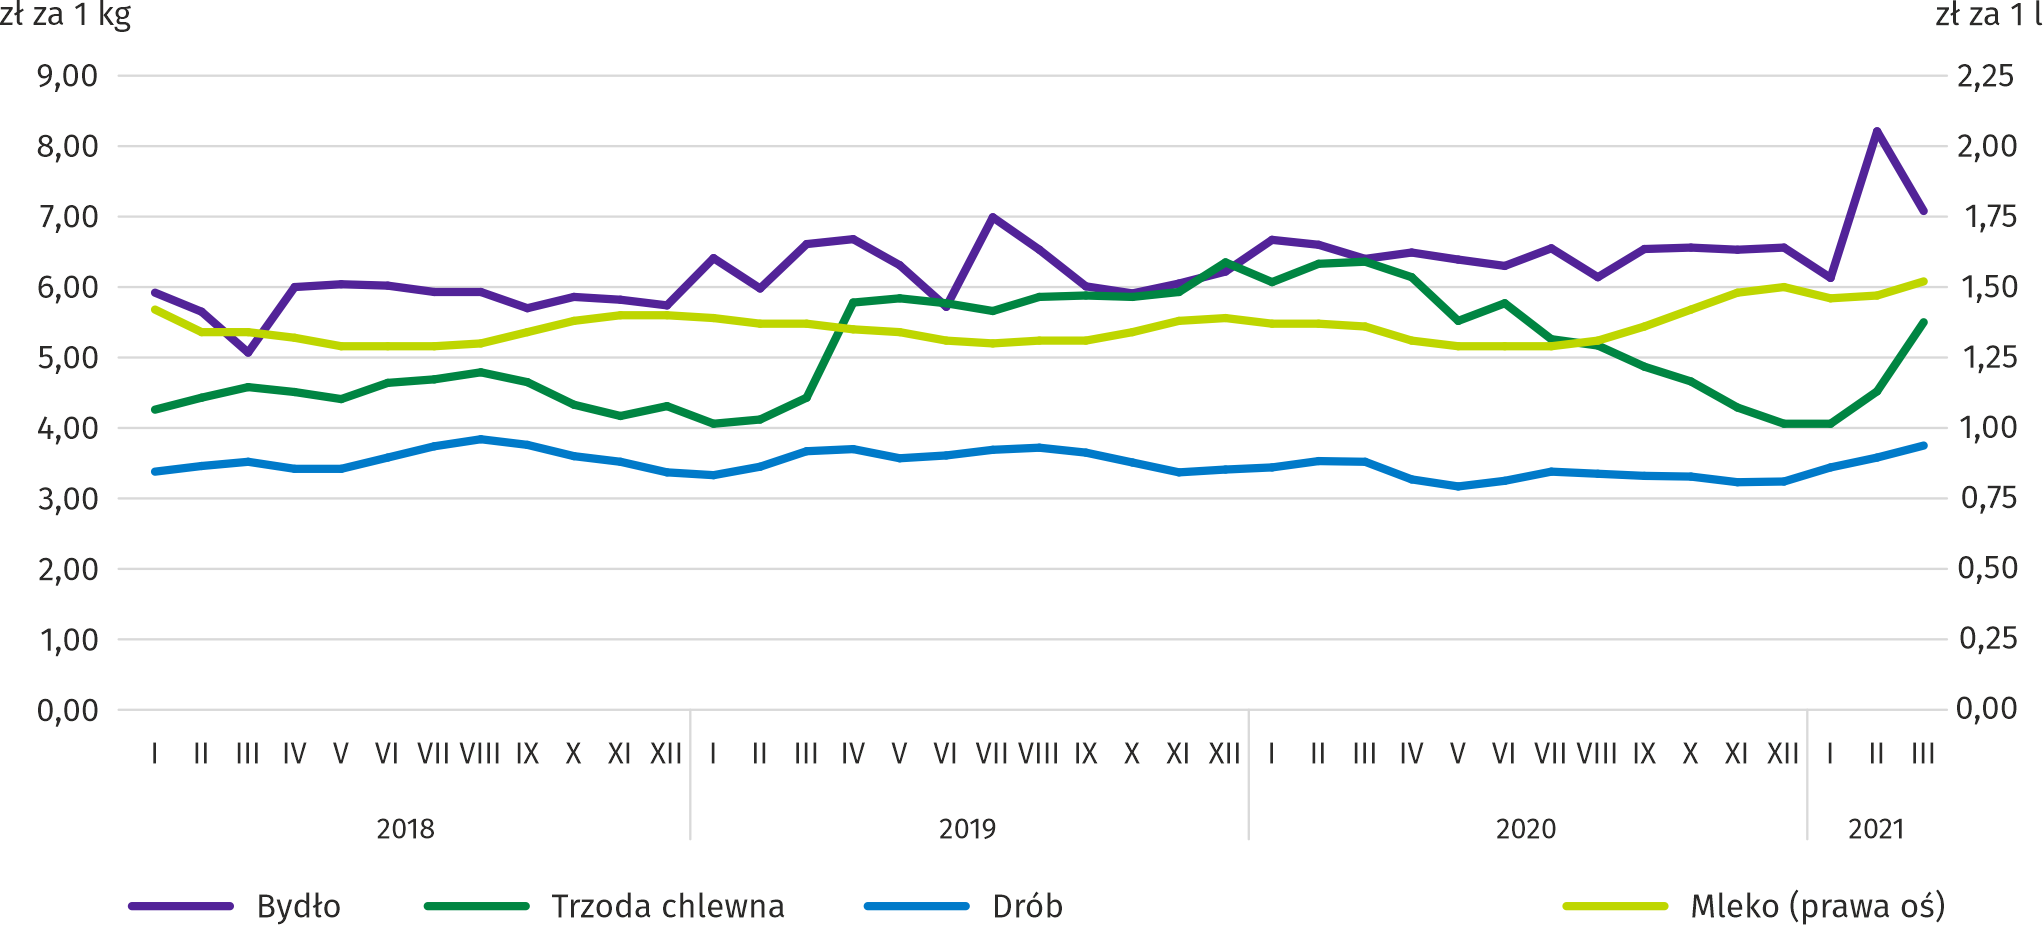 zł za 1 kg zł za 1 l
9,00 2,25
8,00 2,00
7,00 1,75
6,00 1,50
5,00 1,25
4,00 1,00
3,00 0,75
2,00 0,50
1,00 0,25
0,00 0,00
I II III IV V VI VII VIII IX X XI XII I II III IV V VI VII VIII IX X XI XII I II III IV V VI VII VIII IX X XI XII I II III
2018 2019 2020 2021
Bydło Trzoda chlewna Drób Mleko (prawa oś)